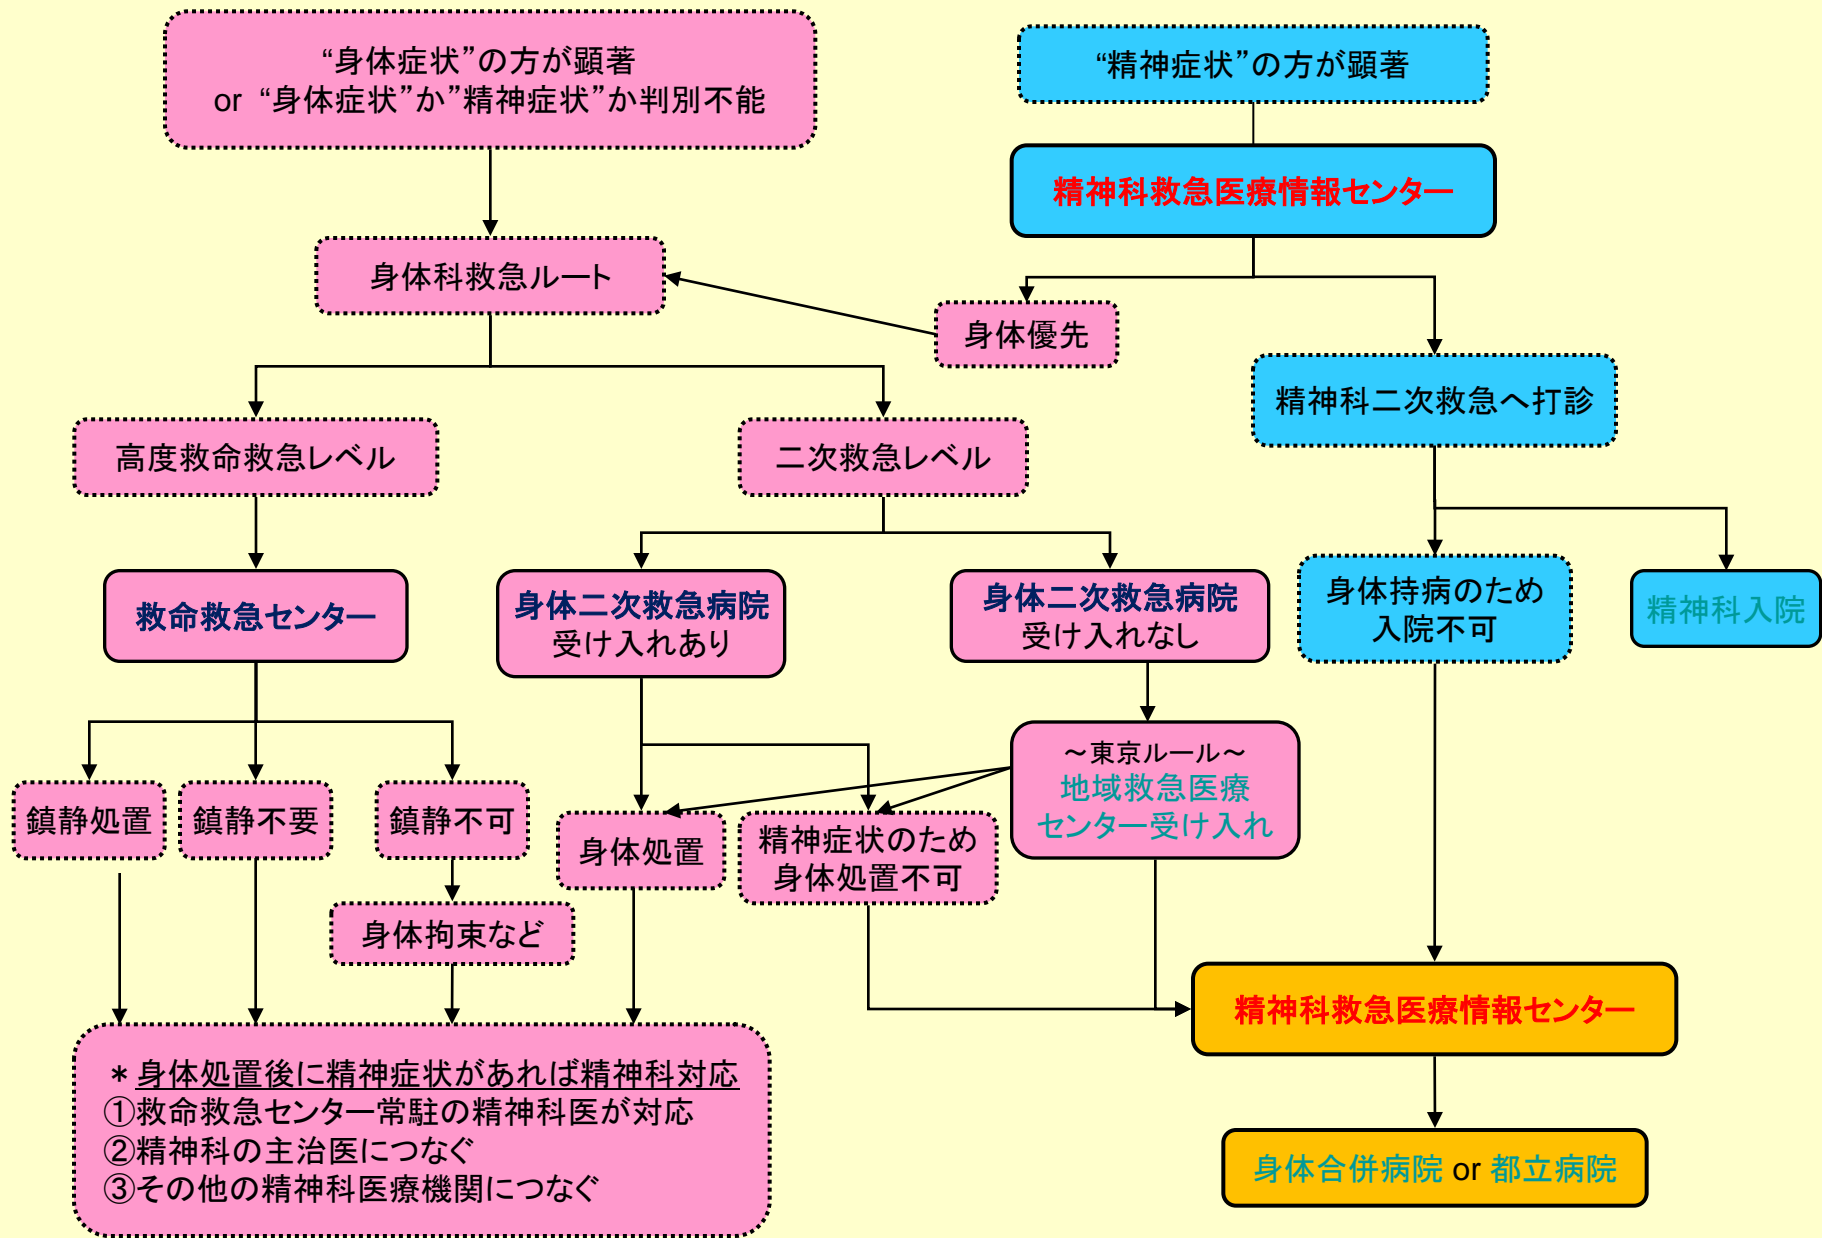 “身体症状”の方が顕著
or “身体症状”か”精神症状”か判別不能
“精神症状”の方が顕著
精神科救急医療情報センター
身体科救急ルート
身体優先
精神科二次救急へ打診
高度救命救急レベル
二次救急レベル
救命救急センター
身体二次救急病院
受け入れあり
身体二次救急病院
受け入れなし
身体持病のため
入院不可
精神科入院
～東京ルール～
地域救急医療
センター受け入れ
鎮静処置
鎮静不要
鎮静不可
身体処置
精神症状のため
身体処置不可
身体拘束など
精神科救急医療情報センター
＊身体処置後に精神症状があれば精神科対応
①救命救急センター常駐の精神科医が対応
②精神科の主治医につなぐ
③その他の精神科医療機関につなぐ
身体合併病院 or 都立病院